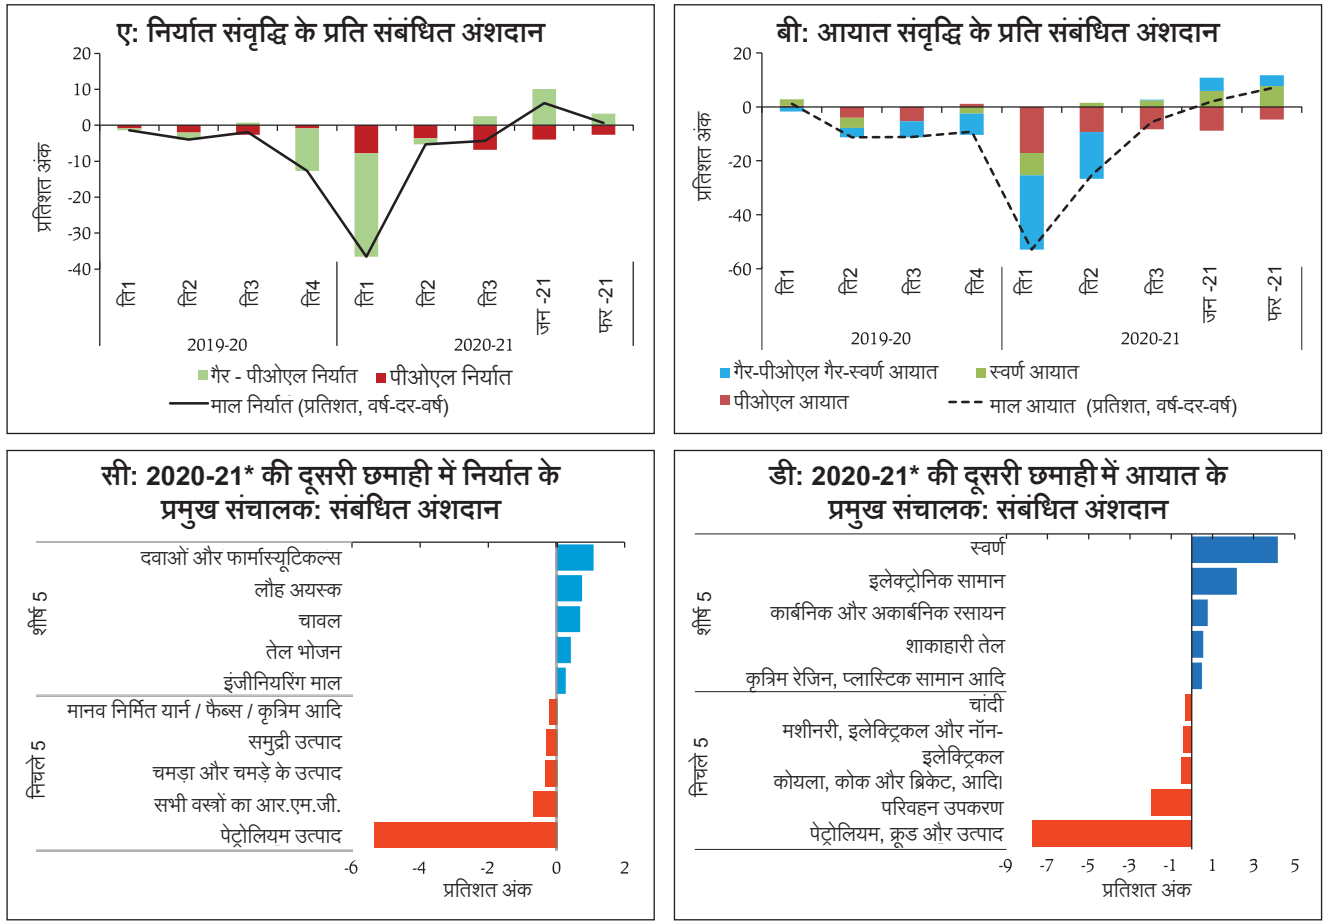 ए: निर्यात संवृद्धि के प्रति संबंधित अंशदान
प्रतिशत अंक
20
10
0
-10
-20
-30
-40
ति1
ति2
ति3
ति4
ति1
ति2
ति3
जन -21
फर -21
2019-20
2020-21
गैर - पीओएल निर्यात
पीओएल निर्यात
माल निर्यात (प्रतिशत, वर्ष-दर-वर्ष)
बी: आयात संवृद्धि के प्रति संबंधित अंशदान
प्रतिशत अंक
20
0
-20
-40
-60
ति1
ति2
ति3
ति4
ति1
ति2
ति3
जन -21
फर -21
2019-20
2020-21
गैर-पीओएल गैर-स्वर्ण आयात
स्वर्ण आयात
पीओएल आयात
माल आयात (प्रतिशत, वर्ष-दर-वर्ष)
सी: 2020-21* की दूसरी छमाही में निर्यात के
प्रमुख संचालक: संबंधित अंशदान
शीर्ष 5
दवाओं और फार्मास्यूटिकल्स
लौह अयस्क
चावल
तेल भोजन
इंजीनियरिंग माल
निचले 5
मानव निर्मित यार्न / फैब्स / कृत्रिम आदि
समुद्री उत्पाद
चमड़ा और चमड़े के उत्पाद
सभी वस्त्रों का आर.एम.जी.
पेट्रोलियम उत्पाद
-6
-4
-2
0
2
प्रतिशत अंक
डी: 2020-21* की दूसरी छमाही में आयात के
प्रमुख संचालक: संबंधित अंशदान
शीर्ष 5
स्वर्ण
इलेक्ट्रोनिक सामान
कार्बनिक और अकार्बनिक रसायन
शाकाहारी तेल
कृत्रिम रेजिन, प्लास्टिक सामान आदि
निचले 5
चांदी
मशीनरी, इलेक्ट्रिकल और नॉन-
इलेक्ट्रिकल
कोयला, कोक और ब्रिकेट, आदि।
परिवहन उपकरण
पेट्रोलियम, क्रूड और उत्पाद
-9
-7
-5
-3
-1
1
3
5
प्रतिशत अंक